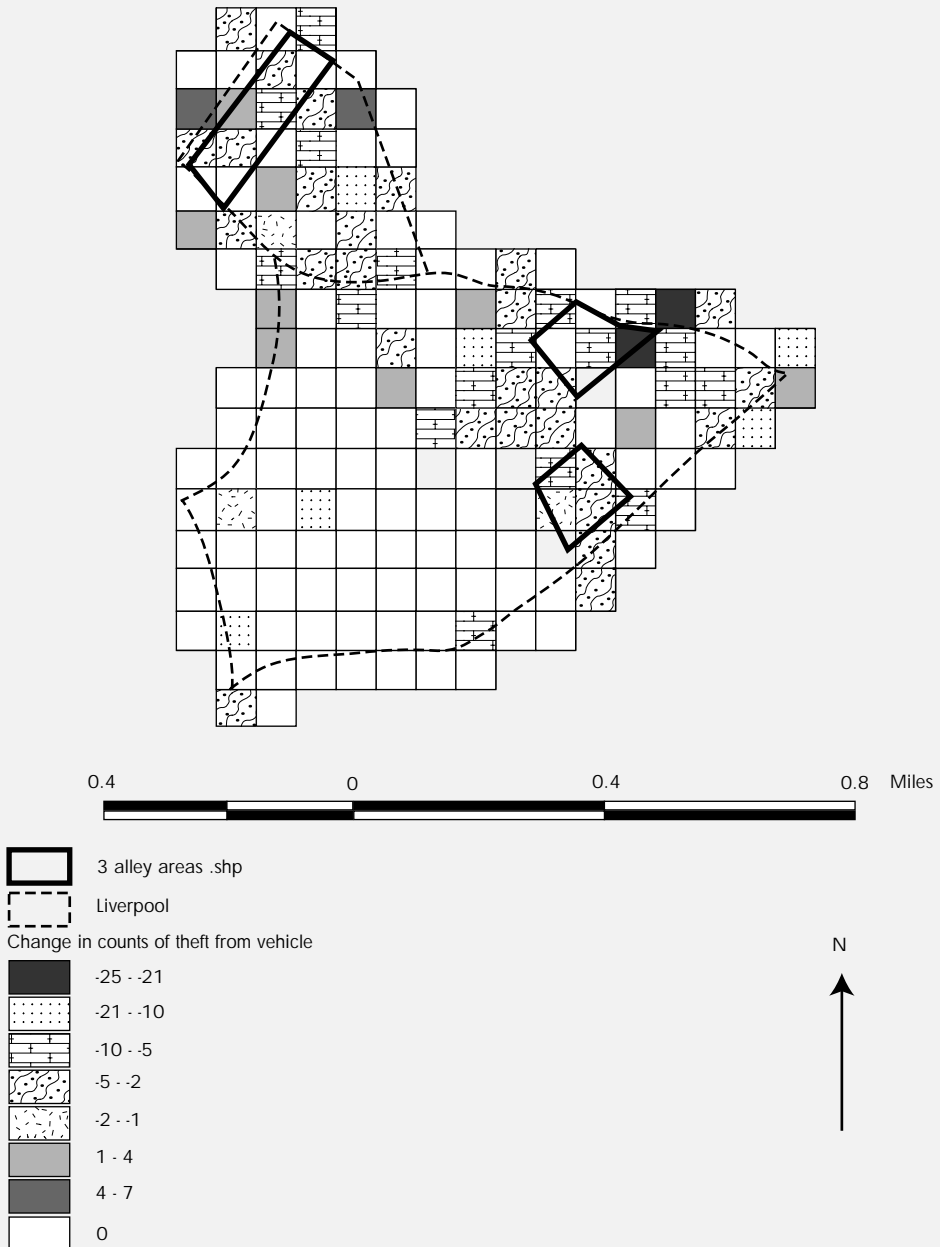 0.4 0 0.4 0.8 Miles
3 alley areas .shp
Liverpool
Change in counts of theft from vehicle
N
-25 - -21
-21 - -10
-10 - -5
-5 - -2
-2 - -1
1 - 4
4 - 7
0